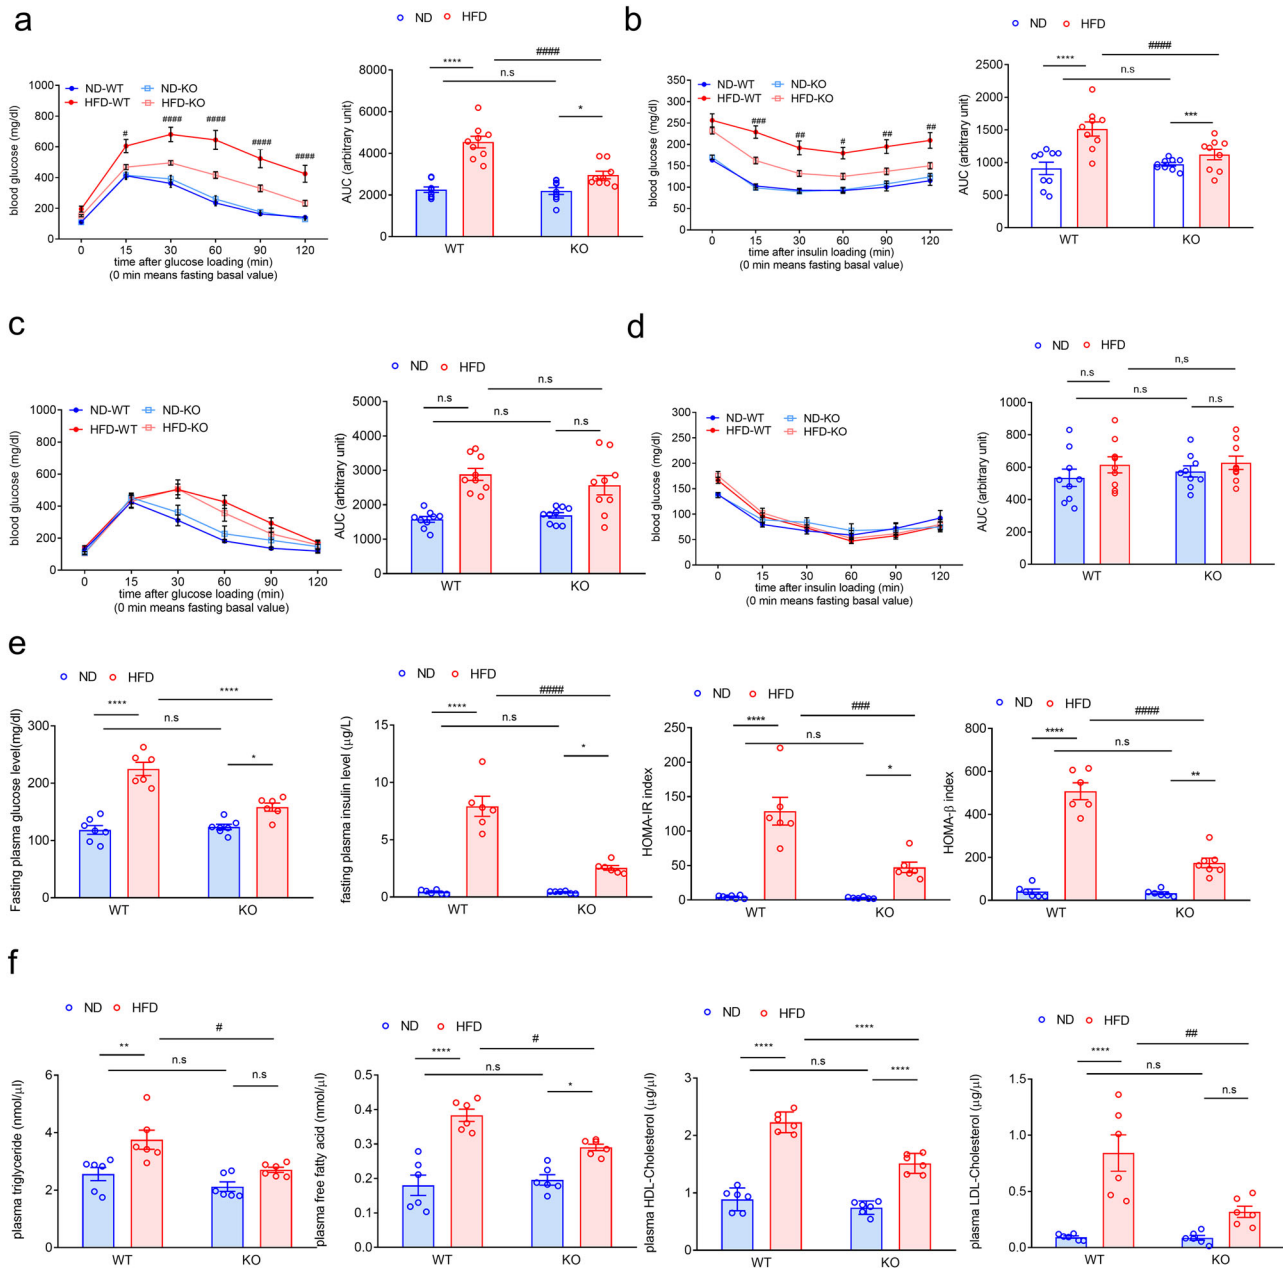 a
ND HFD
ND-WT ND-KO
HFD-WT HFD-KO
# #### #### #### ####
blood glucose (mg/dl)
1000
800
600
400
200
0
0 15 30 60 90 120
time after glucose loading (min)
(0 min means fasting basal value)
####
**** n.s
*
AUC (arbitrary unit)
8000
6000
4000
2000
0
WT KO
b
ND HFD
ND-WT ND-KO
HFD-WT HFD-KO
### ## # ## ##
blood glucose (mg/dl)
350
300
250
200
150
100
50
0
0 15 30 60 90 120
time after insulin loading (min)
(0 min means fasting basal value)
####
**** n.s
***
AUC (arbitrary unit)
2500
2000
1500
1000
500
0
WT KO
c
ND HFD
ND-WT ND-KO
HFD-WT HFD-KO
blood glucose (mg/dl)
1000
800
600
400
200
0
0 15 30 60 90 120
time after glucose loading (min)
(0 min means fasting basal value)
n.s
n.s n.s n.s
AUC (arbitrary unit)
5000
4000
3000
2000
1000
0
WT KO
d
ND HFD
ND-WT ND-KO
HFD-WT HFD-KO
blood glucose (mg/dl)
300
250
200
150
100
50
0
0 15 30 60 90 120
time after insulin loading (min)
(0 min means fasting basal value)
n,s
n.s n.s n.s
AUC (arbitrary unit)
1000
800
600
400
200
0
WT KO
e
ND HFD
**** ****
n.s
*
Fasting plasma glucose level(mg/dl)
300
200
100
0
WT KO
ND HFD
####
**** n.s
*
fasting plasma insulin level (μg/L)
15
10
5
0
WT KO
ND HFD
###
**** n.s
*
HOMA-IR index
250
200
150
100
50
0
WT KO
ND HFD
####
**** n.s
**
HOMA-β index
800
600
400
200
0
WT KO
f
ND HFD
#
** n.s
n.s
plasma triglyceride (nmol/μl)
6
4
2
0
WT KO
ND HFD
#
**** n.s
*
plasma free fatty acid (nmol/μl)
0.5
0.4
0.3
0.2
0.1
0.0
WT KO
ND HFD
****
**** n.s ****
plasma HDL-Cholesterol (μg/μl)
3
2
1
0
WT KO
ND HFD
##
**** n.s
n.s
plasma LDL-Cholesterol (μg/μl)
1.5
1.0
0.5
0.0
WT KO